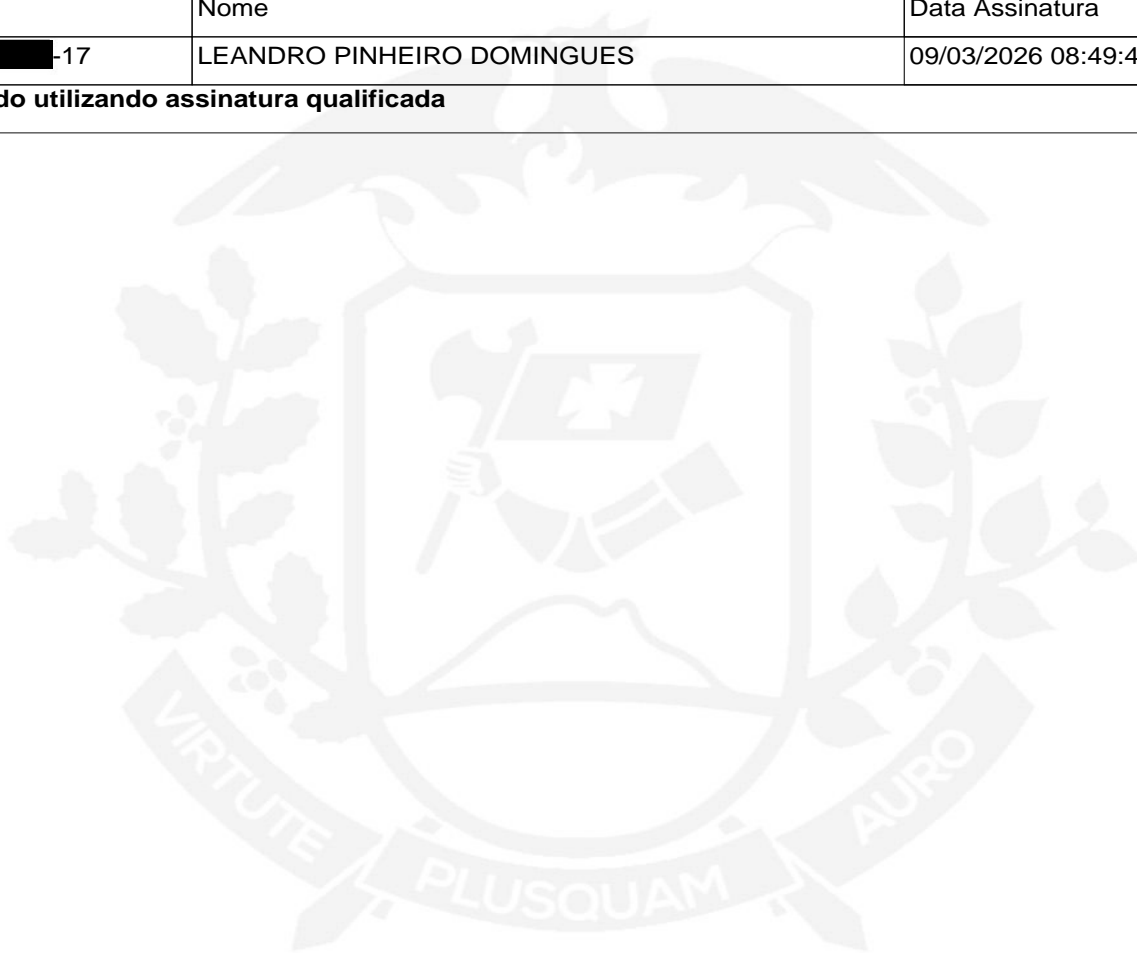 Nome Data Assinatura
-17 LEANDRO PINHEIRO DOMINGUES 09/03/2026 08:49:4
do utilizando assinatura qualificada
VIRTUTE PLUSQUAM AURO